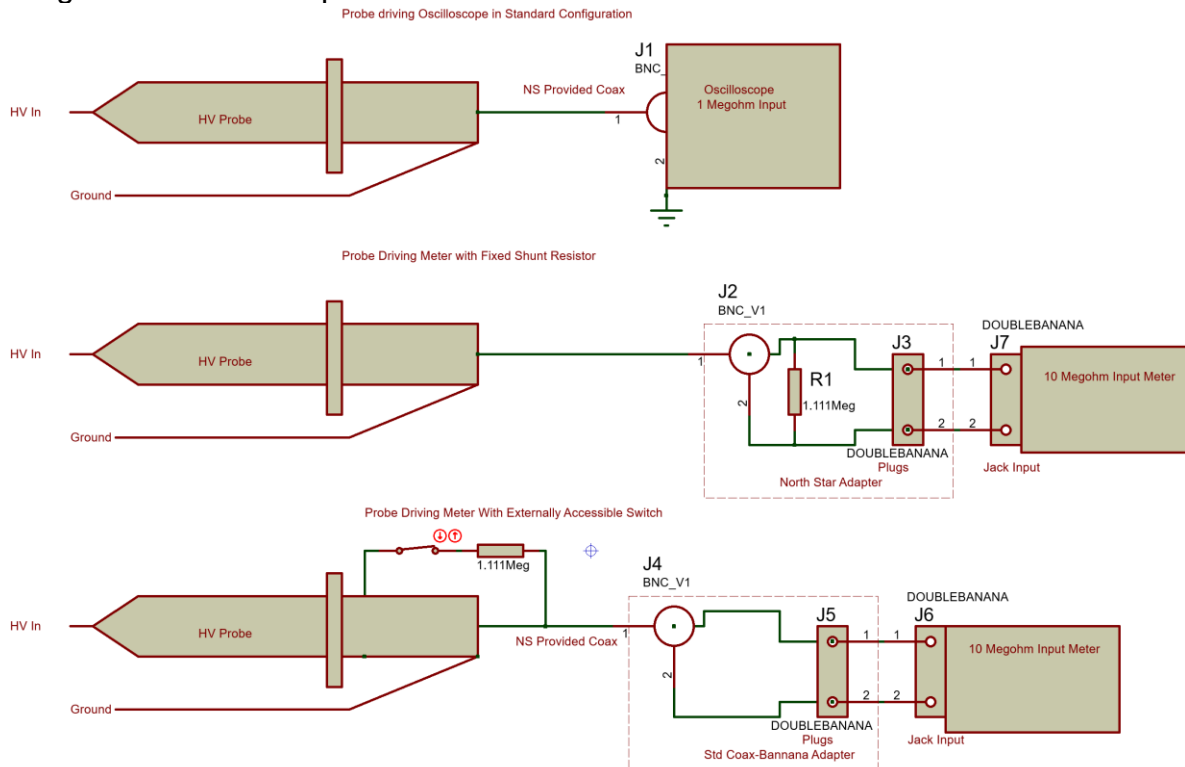 Probe driving Oscilloscope in Standard Configuration
J1
BNC_
HV In
HV Probe
NS Provided Coax
1
Oscilloscope
1 Megohm Input
2
Ground
Probe Driving Meter with Fixed Shunt Resistor
J2
BNC_V1
DOUBLEBANANA
HV In
HV Probe
1
2
R1
1.111Meg
J3
1
1
2
2
J7
10 Megohm Input Meter
Ground
DOUBLEBANANA
Plugs
Jack Input
North Star Adapter
Probe Driving Meter With Externally Accessible Switch
1.111Meg
J4
BNC_V1
DOUBLEBANANA
HV In
HV Probe
NS Provided Coax
1
2
J5
1
1
2
2
J6
10 Megohm Input Meter
Ground
DOUBLEBANANA
Plugs
Jack Input
Std Coax-Bannana Adapter